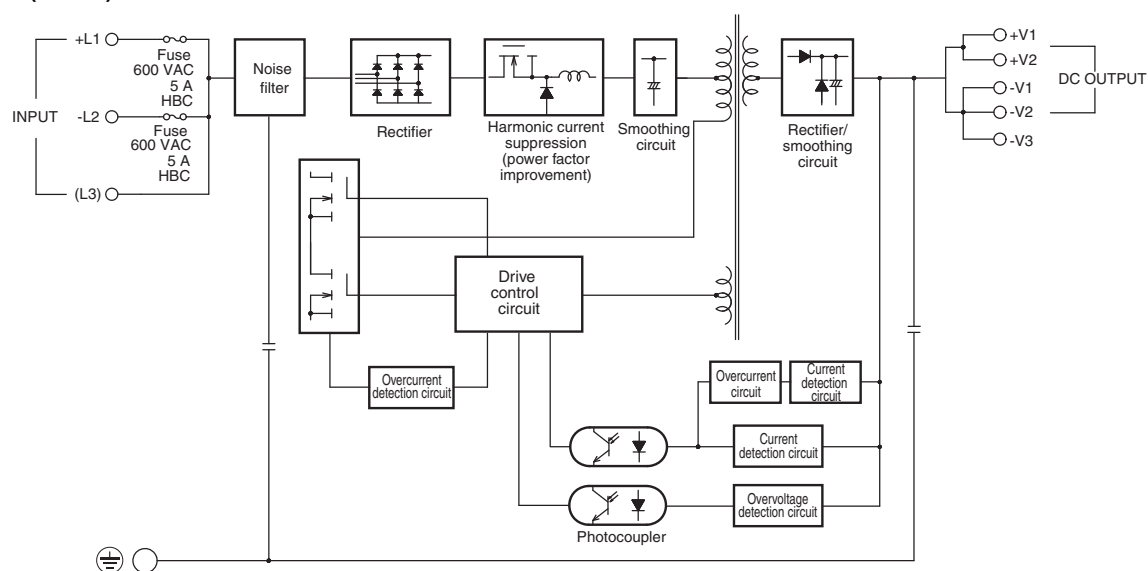 +L1
Fuse
600 VAC
5 A
HBC
INPUT
-L2
Fuse
600 VAC
5 A
HBC
(L3)
Noise
filter
Rectifier
Harmonic current
suppression
(power factor
improvement)
Smoothing
circuit
Rectifier/
smoothing
circuit
+V1
+V2
-V1
-V2
-V3
DC OUTPUT
Drive
control
circuit
Overcurrent
detection circuit
Overcurrent
circuit
Current
detection
circuit
Current
detection circuit
Overvoltage
detection circuit
Photocoupler